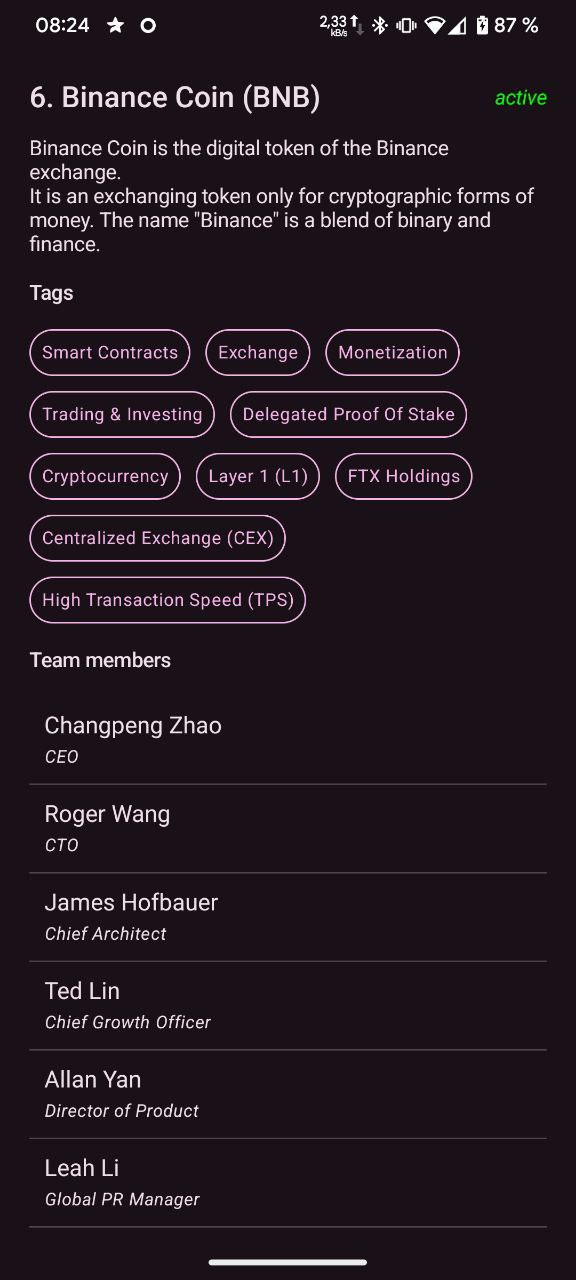 08:24 2,33 kB/s 87 %
6. Binance Coin (BNB) active
Binance Coin is the digital token of the Binance
exchange.
It is an exchanging token only for cryptographic forms of
money. The name "Binance" is a blend of binary and
finance.
Tags
Smart Contracts Exchange Monetization
Trading & Investing Delegated Proof Of Stake
Cryptocurrency Layer 1 (L1) FTX Holdings
Centralized Exchange (CEX)
High Transaction Speed (TPS)
Team members
Changpeng Zhao
CEO
Roger Wang
CTO
James Hofbauer
Chief Architect
Ted Lin
Chief Growth Officer
Allan Yan
Director of Product
Leah Li
Global PR Manager